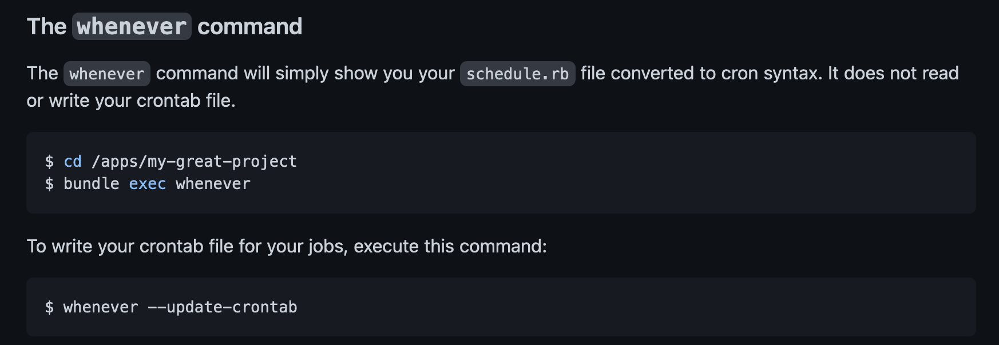 The whenever command
The whenever command will simply show you your schedule.rb file converted to cron syntax. It does not read
or write your crontab file.
$ cd /apps/my-great-project
$ bundle exec whenever
To write your crontab file for your jobs, execute this command:
$ whenever --update-crontab